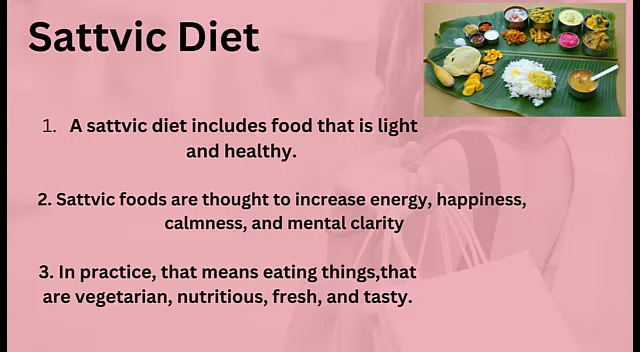 Sattvic Diet
1. A sattvic diet includes food that is light
and healthy.
2. Sattvic foods are thought to increase energy, happiness,
calmness, and mental clarity
3. In practice, that means eating things,that
are vegetarian, nutritious, fresh, and tasty.